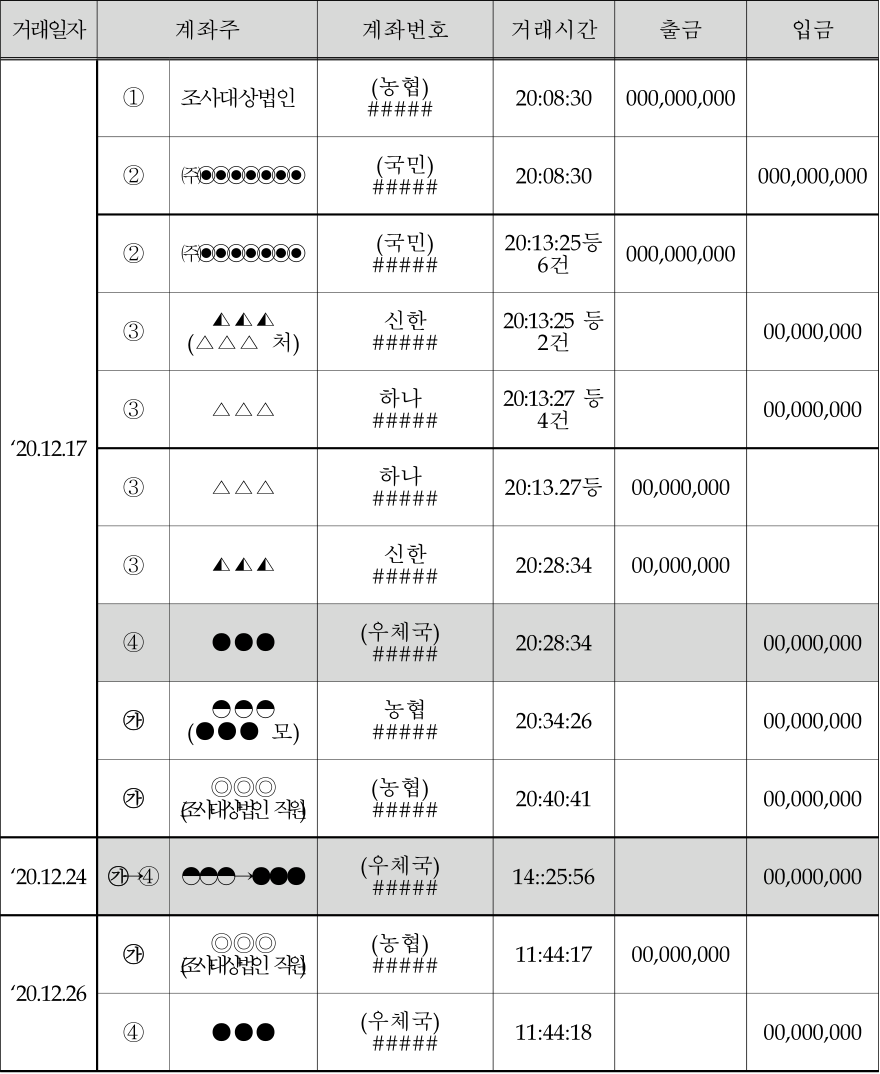 거래일자 계좌주 계좌번호 거래시간 출금 입금
‘20.12.17
① 조사대상법인 (농협) ##### 20:08:30 000,000,000
② ㈜◉◉◉◉◉◉◉ (국민) ##### 20:08:30 000,000,000
② ㈜◉◉◉◉◉◉◉ (국민) ##### 20:13:25등 6건 000,000,000
③ ◭◭◭ (△△△ 처) 신한 ##### 20:13:25 등 2건 00,000,000
③ △△△ 하나 ##### 20:13:27 등 4건 00,000,000
③ △△△ 하나 ##### 20:13.27등 00,000,000
③ ◭◭◭ 신한 ##### 20:28:34 00,000,000
④ ●●● (우체국) ##### 20:28:34 00,000,000
㉮ ◓◓◓ (●●● 모) 농협 ##### 20:34:26 00,000,000
㉮ ◎◎◎ (조사대상법인 직원) (농협) ##### 20:40:41 00,000,000
‘20.12.24 ㉮→④ ◓◓◓→●●● (우체국) ##### 14::25:56 00,000,000
‘20.12.26
㉮ ◎◎◎ (조사대상법인 직원) (농협) ##### 11:44:17 00,000,000
④ ●●● (우체국) ##### 11:44:18 00,000,000